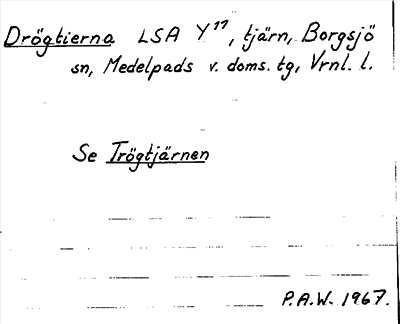 Drögtierna LSA Y¹⁷, tjärn, Borgsjö
sn, Medelpads v. doms. tg, Vrnl. l.
Se Trögtjärnen
P.A.W. 1967.